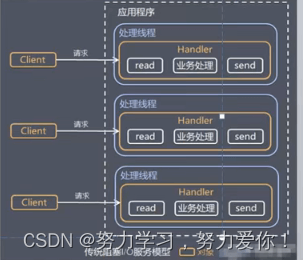 应用程序
处理线程
Handler
Client
请求
read
业务处理
send
处理线程
Handler
Client
请求
read
业务处理
send
处理线程
Handler
Client
请求
read
业务处理
send
传统阻塞I/O服务模型
对象
CSDN @努力学习，努力爱你！